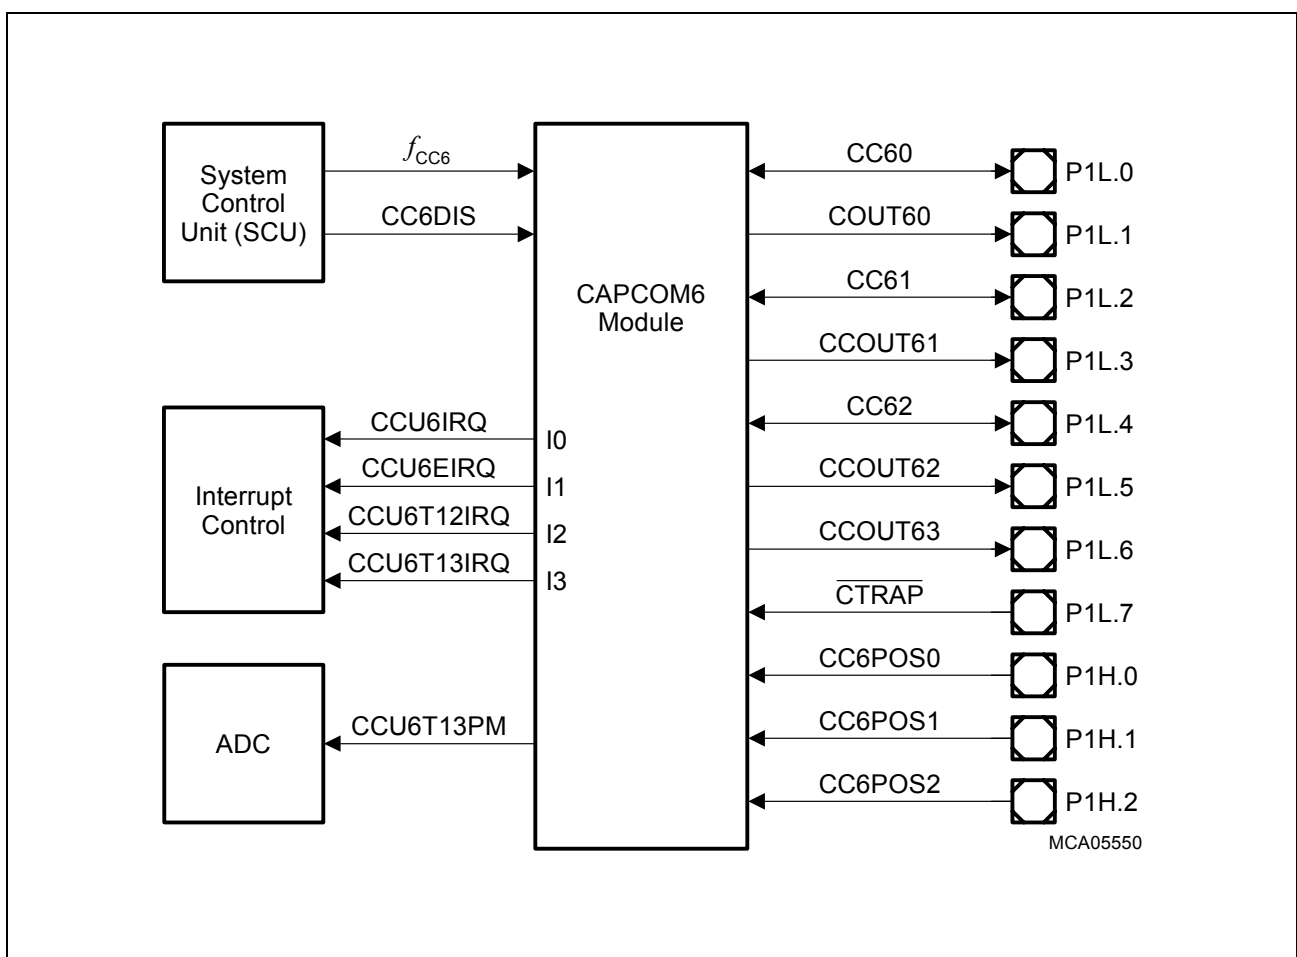 System
Control
Unit (SCU)
fCC6
CC6DIS
CAPCOM6
Module
Interrupt
Control
CCU6IRQ
I0
CCU6EIRQ
I1
CCU6T12IRQ
I2
CCU6T13IRQ
I3
ADC
CCU6T13PM
CC60
P1L.0
COUT60
P1L.1
CC61
P1L.2
CCOUT61
P1L.3
CC62
P1L.4
CCOUT62
P1L.5
CCOUT63
P1L.6
CTRAP
P1L.7
CC6POS0
P1H.0
CC6POS1
P1H.1
CC6POS2
P1H.2
MCA05550